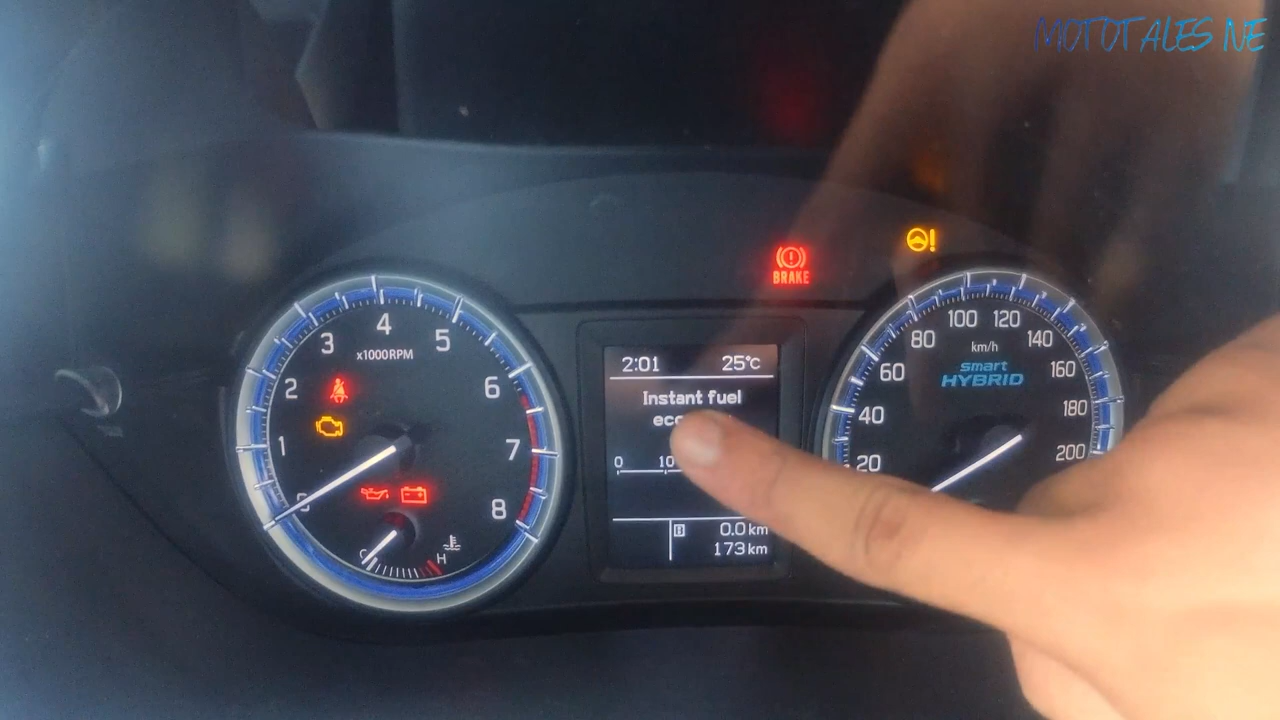 MOTOTALES NE
BRAKE
4
3
5
x1000RPM
2
6
1
7
8
C
H
2:01 25°C
Instant fuel
0 10
B 0.0 km
173 km
100 120
80 140
km/h
60 160
smart
HYBRID
180
40
200
20